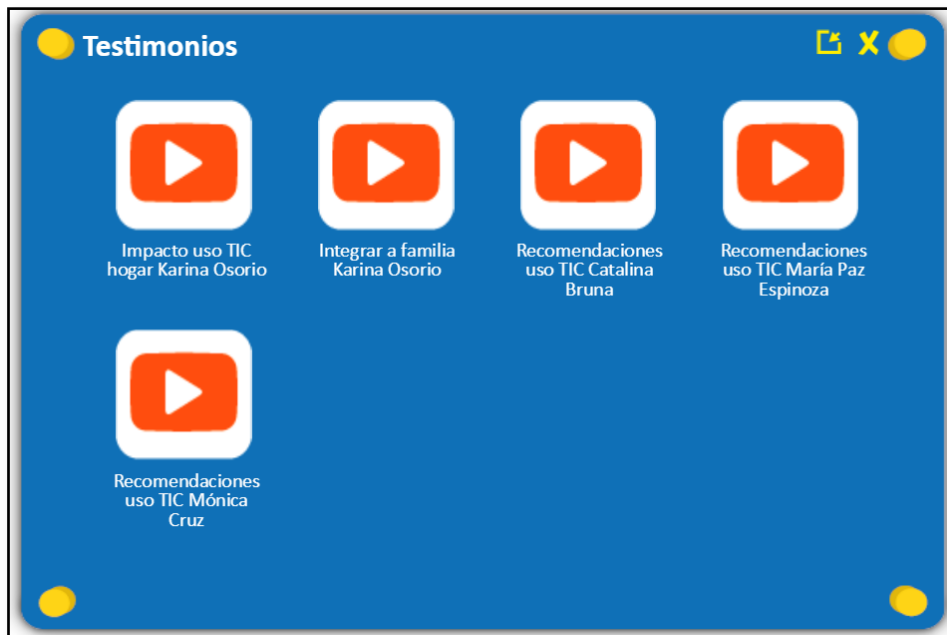 Testimonios
Impacto uso TIC
hogar Karina Osorio
Integrar a familia
Karina Osorio
Recomendaciones
uso TIC Catalina
Bruna
Recomendaciones
uso TIC María Paz
Espinoza
Recomendaciones
uso TIC Mónica
Cruz